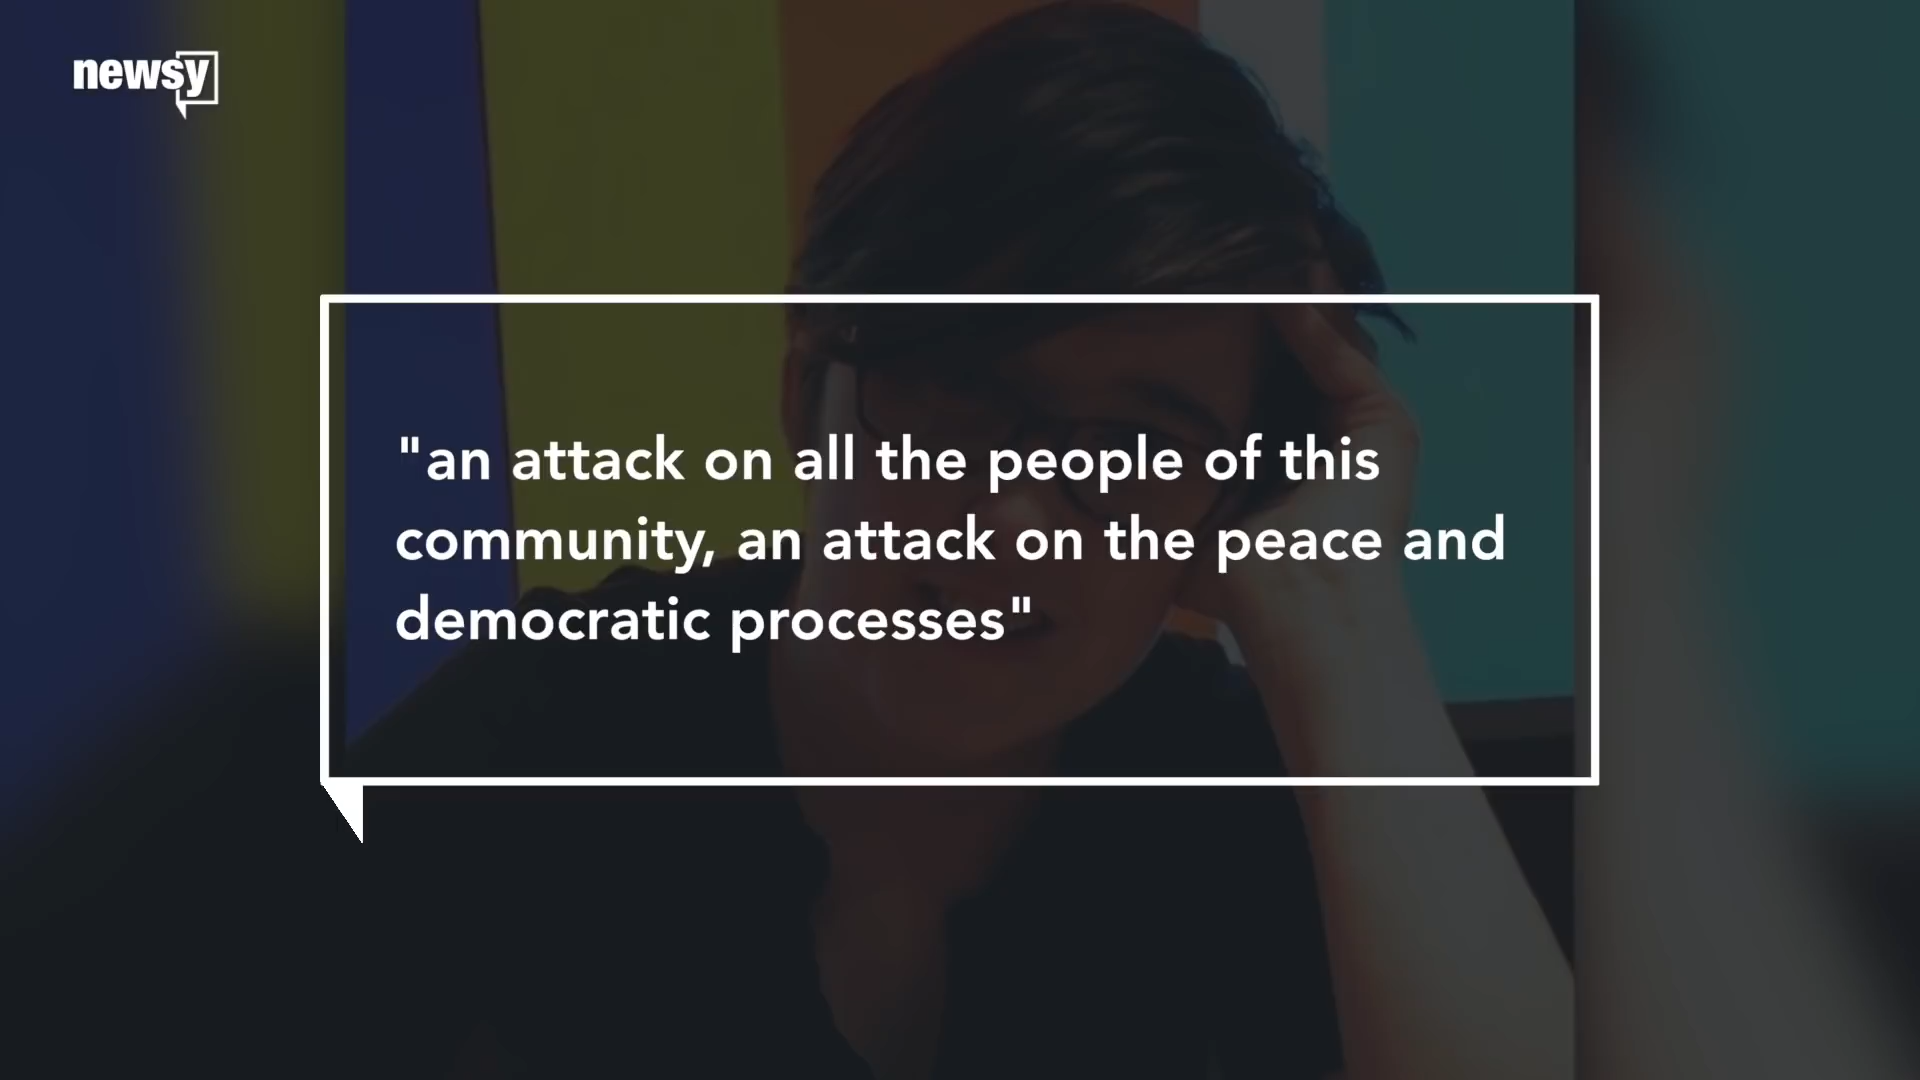 newsy
"an attack on all the people of this
community, an attack on the peace and
democratic processes"